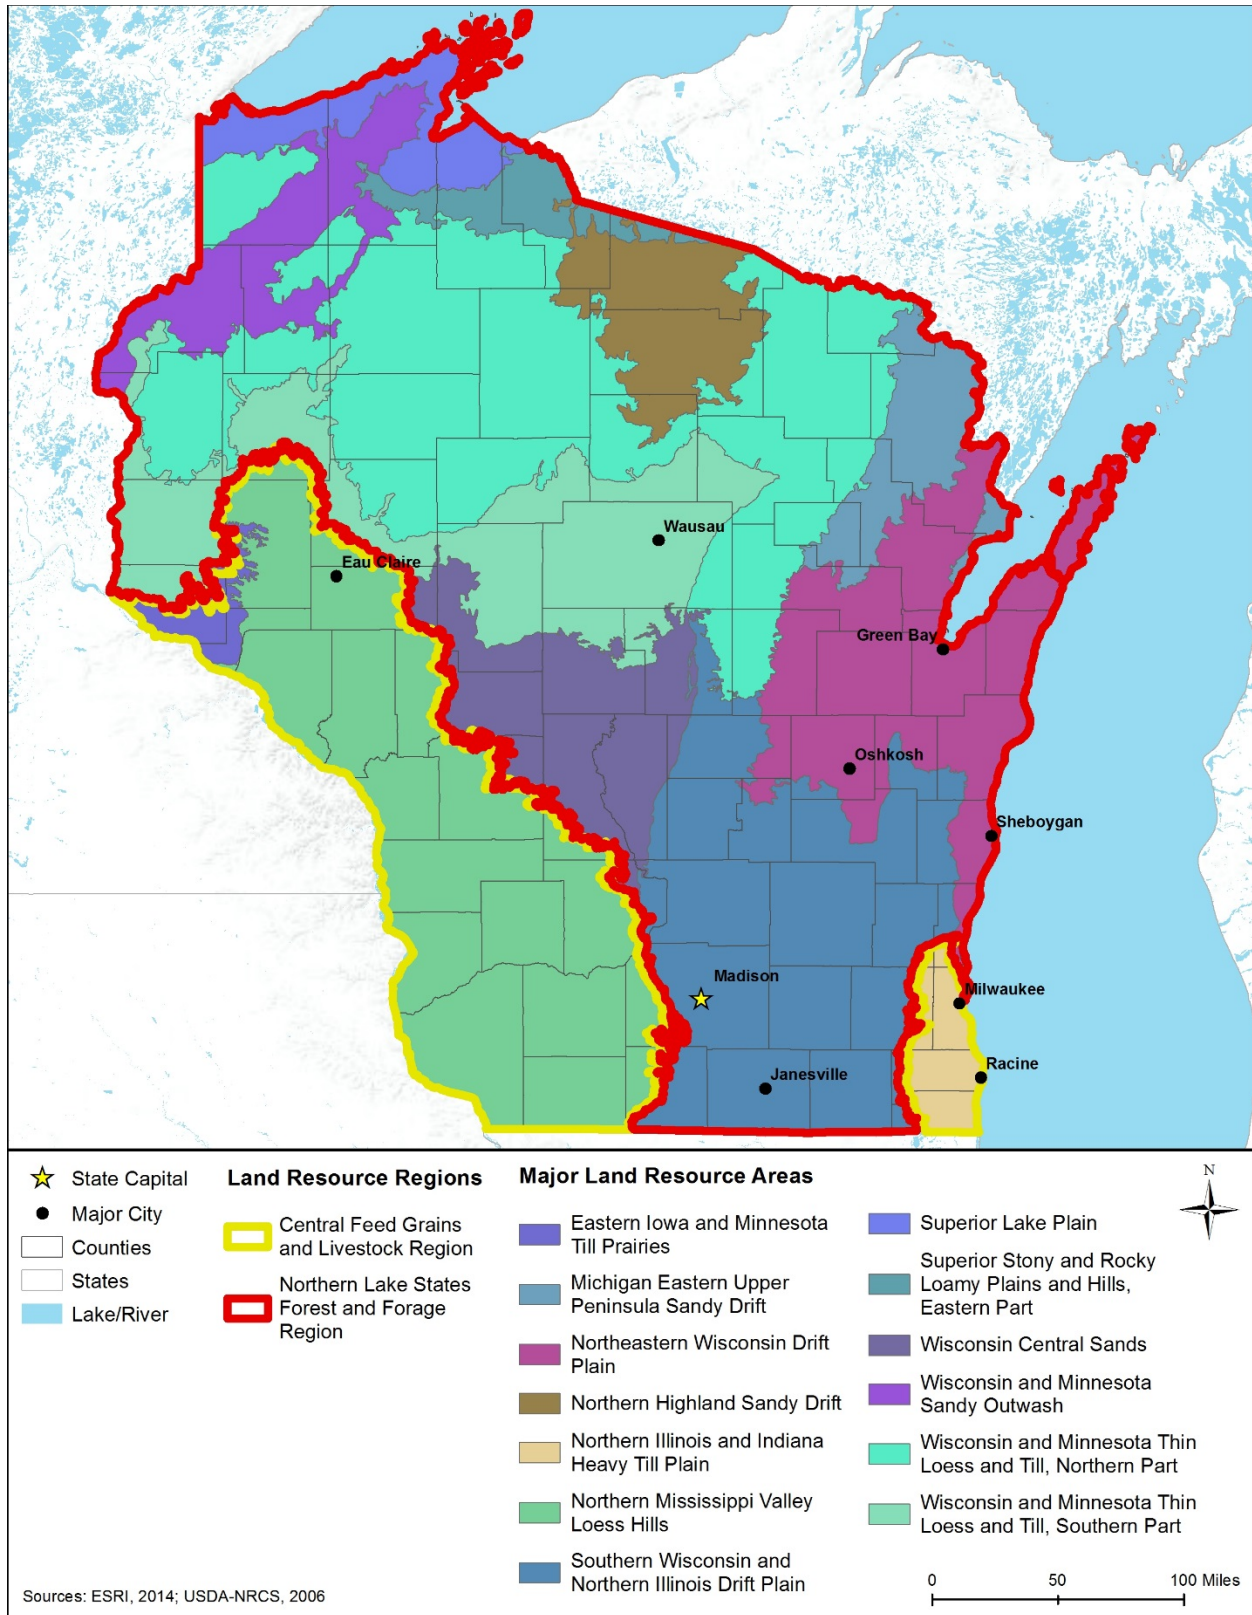 Wausau
Eau Claire
Green Bay
Oshkosh
Sheboygan
Madison
Milwaukee
Racine
Janesville
State Capital
Major City
Counties
States
Lake/River
Land Resource Regions
Central Feed Grains
and Livestock Region
Northern Lake States
Forest and Forage
Region
Major Land Resource Areas
Eastern Iowa and Minnesota
Till Prairies
Michigan Eastern Upper
Peninsula Sandy Drift
Northeastern Wisconsin Drift
Plain
Northern Highland Sandy Drift
Northern Illinois and Indiana
Heavy Till Plain
Northern Mississippi Valley
Loess Hills
Southern Wisconsin and
Northern Illinois Drift Plain
Superior Lake Plain
Superior Stony and Rocky
Loamy Plains and Hills,
Eastern Part
Wisconsin Central Sands
Wisconsin and Minnesota
Sandy Outwash
Wisconsin and Minnesota Thin
Loess and Till, Northern Part
Wisconsin and Minnesota Thin
Loess and Till, Southern Part
N
0 50 100 Miles
Sources: ESRI, 2014; USDA-NRCS, 2006